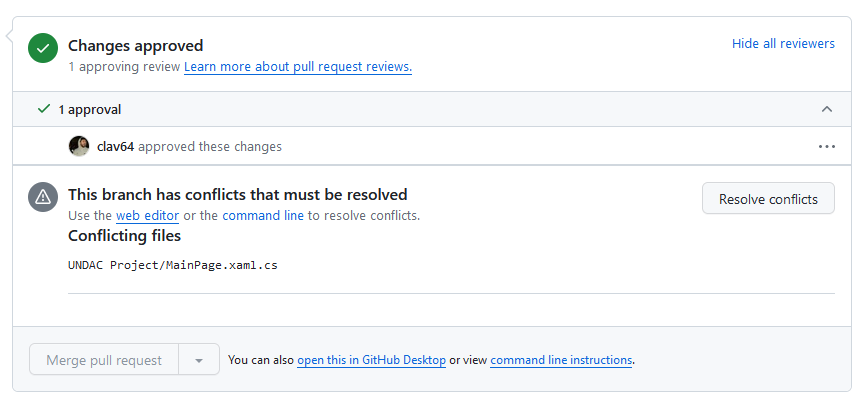 Changes approved
Hide all reviewers
1 approving review Learn more about pull request reviews.
1 approval
clav64 approved these changes
This branch has conflicts that must be resolved
Resolve conflicts
Use the web editor or the command line to resolve conflicts.
Conflicting files
UNDAC Project/MainPage.xaml.cs
Merge pull request
You can also open this in GitHub Desktop or view command line instructions.